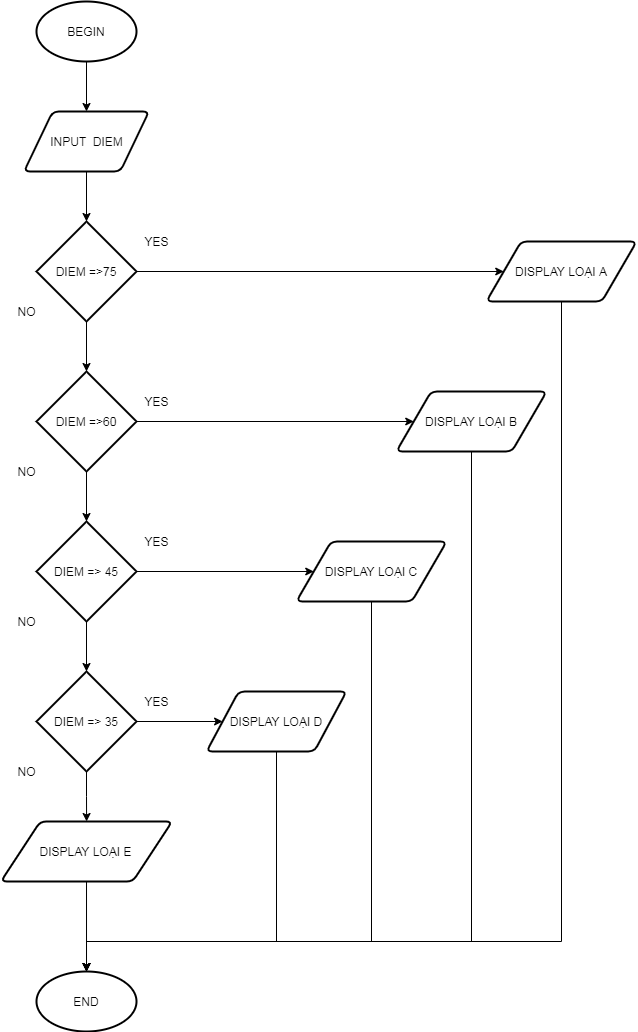 BEGIN
INPUT DIEM
YES
DIEM =>75
DISPLAY LOẠI A
NO
YES
DIEM =>60
DISPLAY LOẠI B
NO
YES
DIEM => 45
DISPLAY LOẠI C
NO
YES
DIEM => 35
DISPLAY LOẠI D
NO
DISPLAY LOẠI E
END